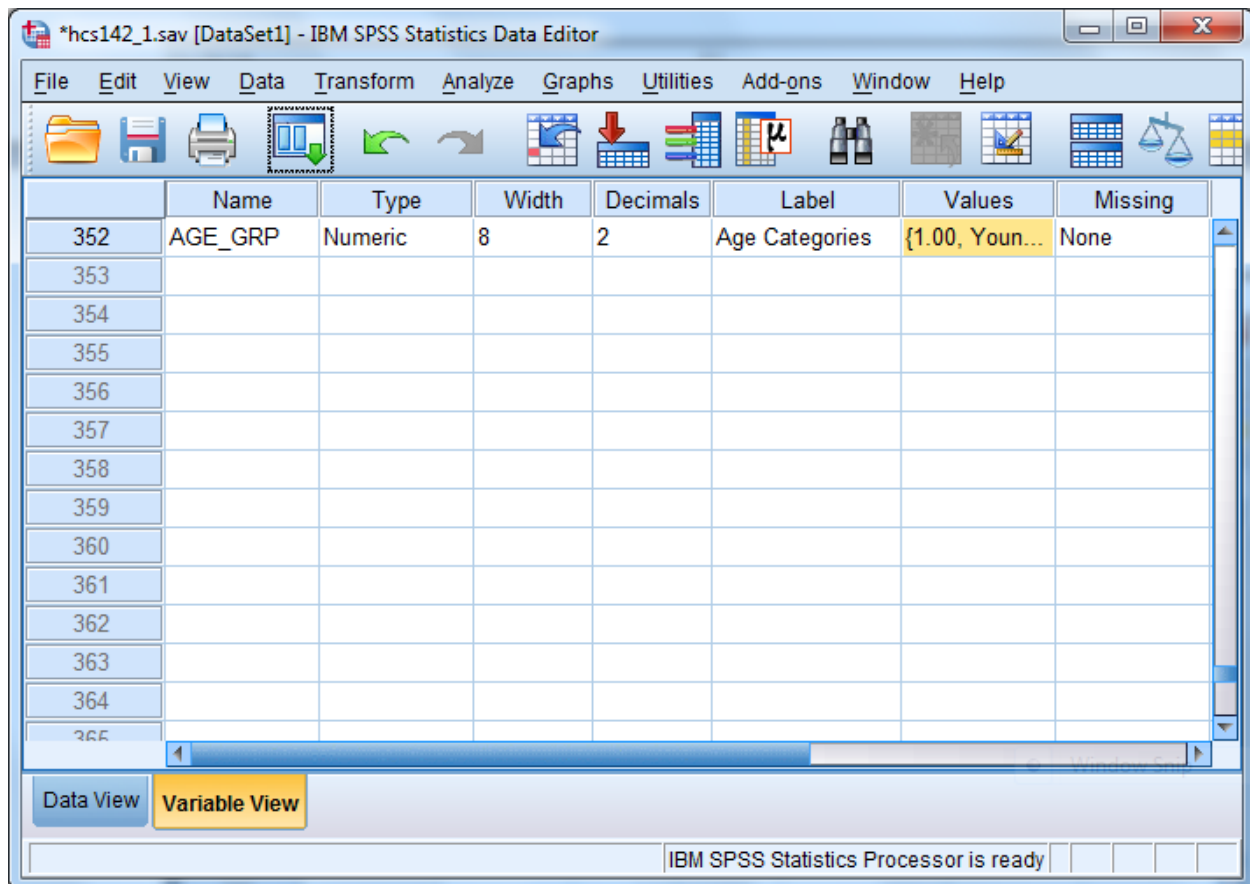 *hcs142_1.sav [DataSet1] - IBM SPSS Statistics Data Editor
File Edit View Data Transform Analyze Graphs Utilities Add-ons Window Help
μ
Name Type Width Decimals Label Values Missing
352 AGE_GRP Numeric 8 2 Age Categories {1.00, Youn... None
353
354
355
356
357
358
359
360
361
362
363
364
365
Window Snip
Data View Variable View
IBM SPSS Statistics Processor is ready